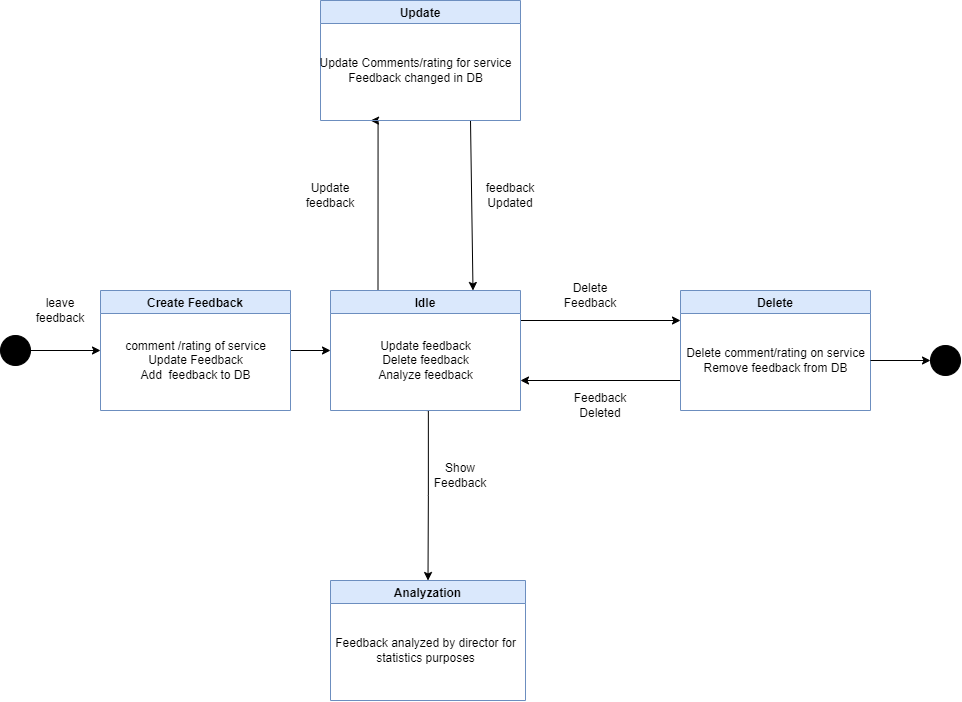 Update
Update Comments/rating for service
Feedback changed in DB
Update
feedback
feedback
Updated
leave
feedback
Create Feedback
comment /rating of service
Update Feedback
Add  feedback to DB
Idle
Update feedback
Delete feedback
Analyze feedback
Delete
Feedback
Feedback
Deleted
Delete
Delete comment/rating on service
Remove feedback from DB
Show
Feedback
Analyzation
Feedback analyzed by director for
statistics purposes